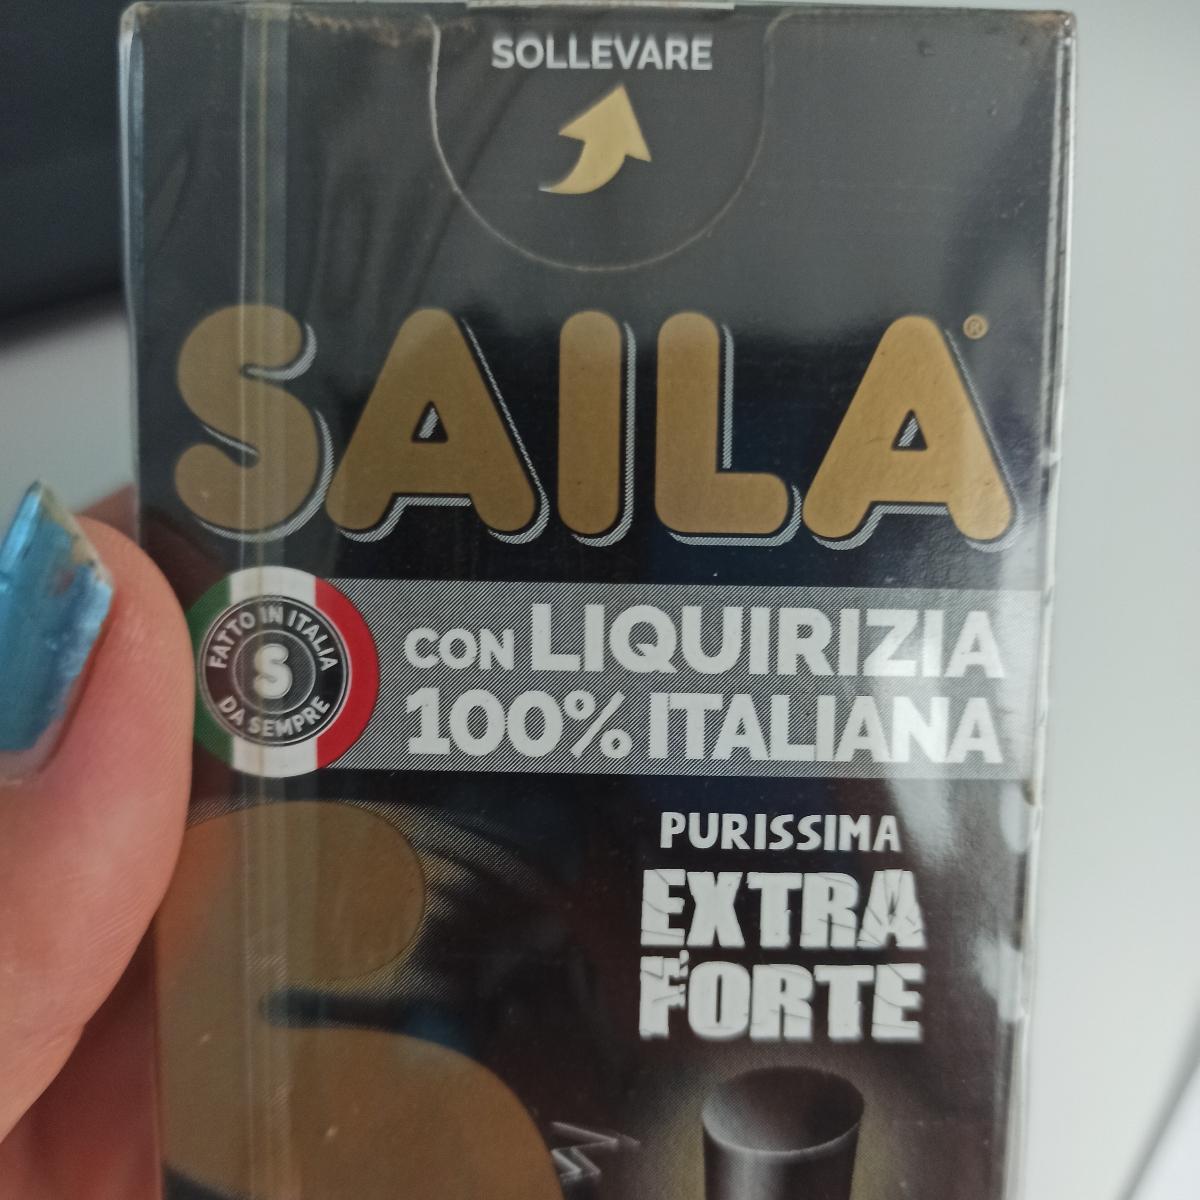 SOLLEVARE
SAILA®
FATTO IN ITALIA
S
DA SEMPRE
CON LIQUIRIZIA
100% ITALIANA
PURISSIMA
EXTRA
FORTE